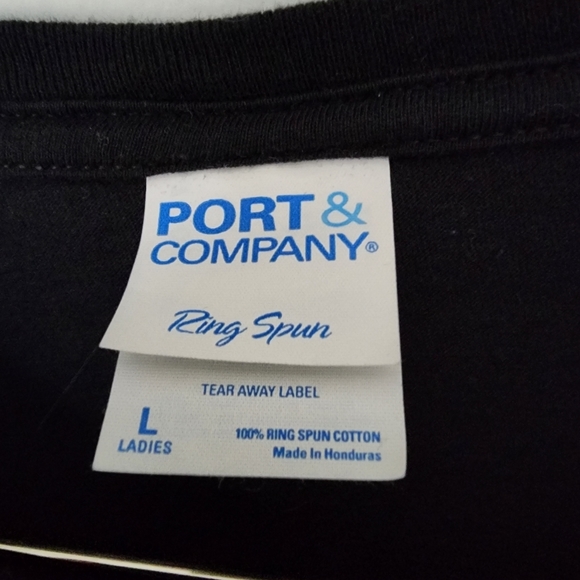 PORT &
COMPANY®
Ring Spun
TEAR AWAY LABEL
L
LADIES
100% RING SPUN COTTON
Made in Honduras